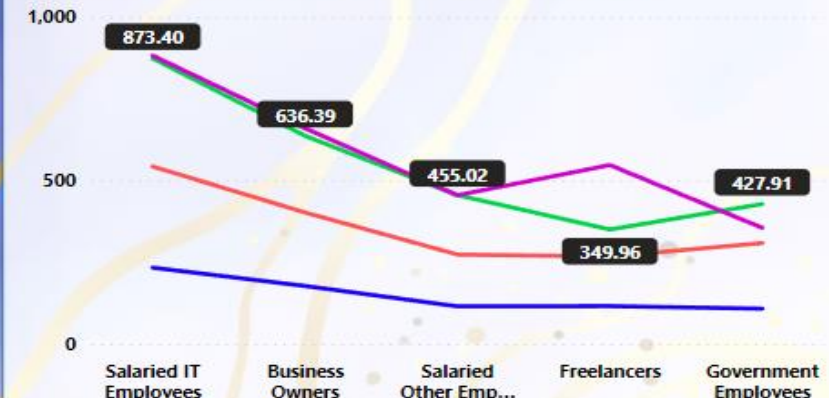 1,000
873.40
636.39
500
455.02
427.91
349.96
0
Salaried IT
Employees
Business
Owners
Salaried
Other Emp...
Freelancers
Government
Employees